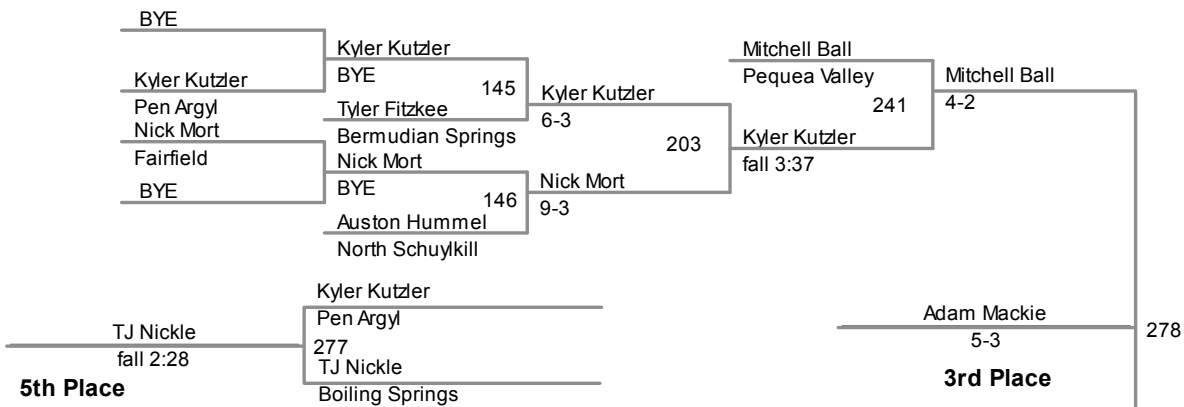 BYE
Kyler Kutzler
Pen Argyl
Nick Mort
Fairfield
BYE
Kyler Kutzler
BYE
145
Tyler Fitzkee
Bermudian Springs
Nick Mort
BYE
146
Auston Hummel
North Schuylkill
Kyler Kutzler
6-3
203
Nick Mort
9-3
Mitchell Ball
Pequea Valley
241
Kyler Kutzler
fall 3:37
Mitchell Ball
4-2
Kyler Kutzler
Pen Argyl
277
TJ Nickle
Boiling Springs
TJ Nickle
fall 2:28
5th Place
Adam Mackie
5-3
278
3rd Place